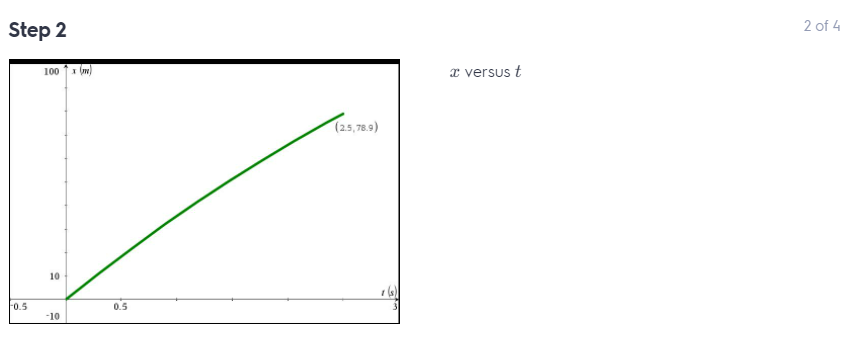 Step 2
2 of 4
100
x (m)
x versus t
(2.5,78.9)
10
t (s)
-0.5
0.5
3
-10